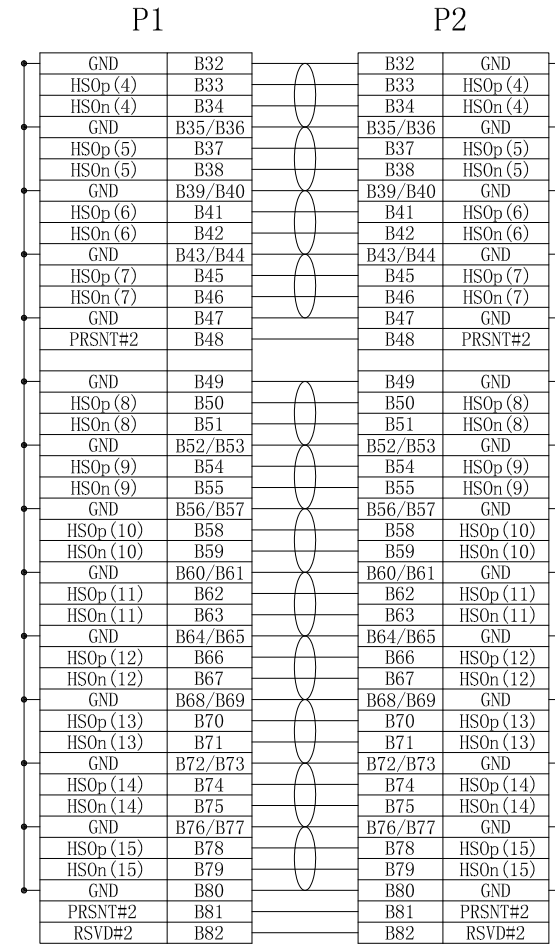 P1 P2
GND B32 B32 GND
HSOp(4) B33 B33 HSOp(4)
HSOn(4) B34 B34 HSOn(4)
GND B35/B36 B35/B36 GND
HSOp(5) B37 B37 HSOp(5)
HSOn(5) B38 B38 HSOn(5)
GND B39/B40 B39/B40 GND
HSOp(6) B41 B41 HSOp(6)
HSOn(6) B42 B42 HSOn(6)
GND B43/B44 B43/B44 GND
HSOp(7) B45 B45 HSOp(7)
HSOn(7) B46 B46 HSOn(7)
GND B47 B47 GND
PRSNT#2 B48 B48 PRSNT#2
GND B49 B49 GND
HSOp(8) B50 B50 HSOp(8)
HSOn(8) B51 B51 HSOn(8)
GND B52/B53 B52/B53 GND
HSOp(9) B54 B54 HSOp(9)
HSOn(9) B55 B55 HSOn(9)
GND B56/B57 B56/B57 GND
HSOp(10) B58 B58 HSOp(10)
HSOn(10) B59 B59 HSOn(10)
GND B60/B61 B60/B61 GND
HSOp(11) B62 B62 HSOp(11)
HSOn(11) B63 B63 HSOn(11)
GND B64/B65 B64/B65 GND
HSOp(12) B66 B66 HSOp(12)
HSOn(12) B67 B67 HSOn(12)
GND B68/B69 B68/B69 GND
HSOp(13) B70 B70 HSOp(13)
HSOn(13) B71 B71 HSOn(13)
GND B72/B73 B72/B73 GND
HSOp(14) B74 B74 HSOp(14)
HSOn(14) B75 B75 HSOn(14)
GND B76/B77 B76/B77 GND
HSOp(15) B78 B78 HSOp(15)
HSOn(15) B79 B79 HSOn(15)
GND B80 B80 GND
PRSNT#2 B81 B81 PRSNT#2
RSVD#2 B82 B82 RSVD#2